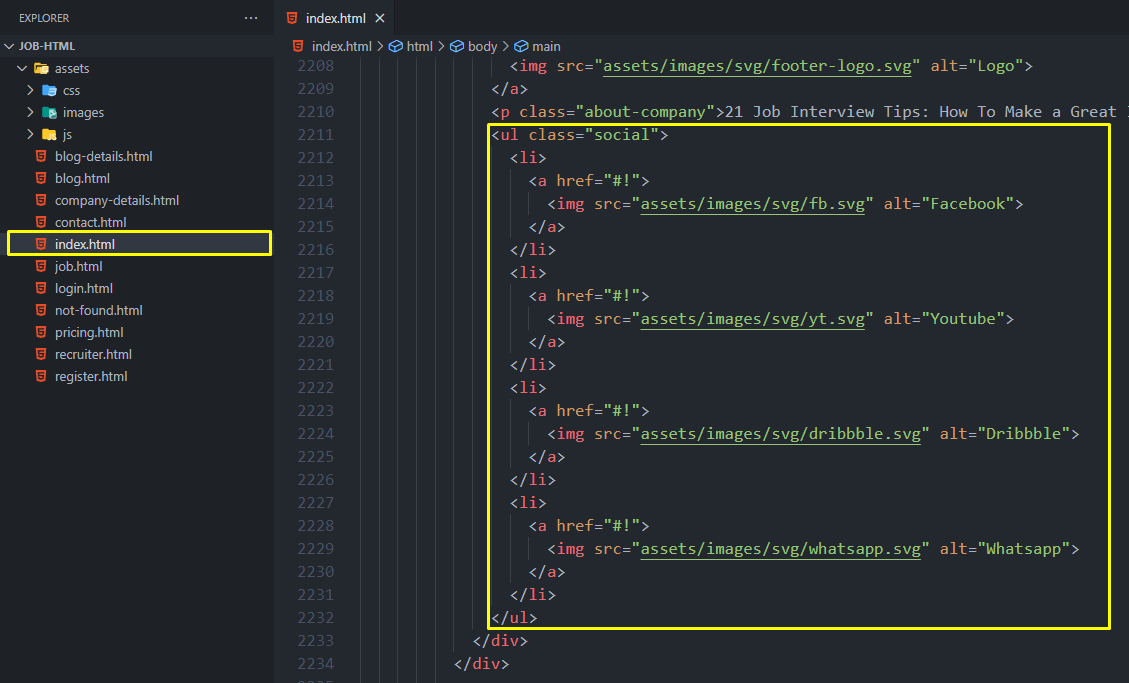 EXPLORER
···
JOB-HTML
assets
css
images
js
blog-details.html
blog.html
company-details.html
contact.html
index.html
job.html
login.html
not-found.html
pricing.html
recruiter.html
register.html
index.html
index.html > html > body > main
2208 <img src="assets/images/svg/footer-logo.svg" alt="Logo">
2209 </a>
2210 <p class="about-company">21 Job Interview Tips: How To Make a Great
2211 <ul class="social">
2212 <li>
2213 <a href="#!">
2214 <img src="assets/images/svg/fb.svg" alt="Facebook">
2215 </a>
2216 </li>
2217 <li>
2218 <a href="#!">
2219 <img src="assets/images/svg/yt.svg" alt="Youtube">
2220 </a>
2221 </li>
2222 <li>
2223 <a href="#!">
2224 <img src="assets/images/svg/dribbble.svg" alt="Dribbble">
2225 </a>
2226 </li>
2227 <li>
2228 <a href="#!">
2229 <img src="assets/images/svg/whatsapp.svg" alt="Whatsapp">
2230 </a>
2231 </li>
2232 </ul>
2233 </div>
2234 </div>